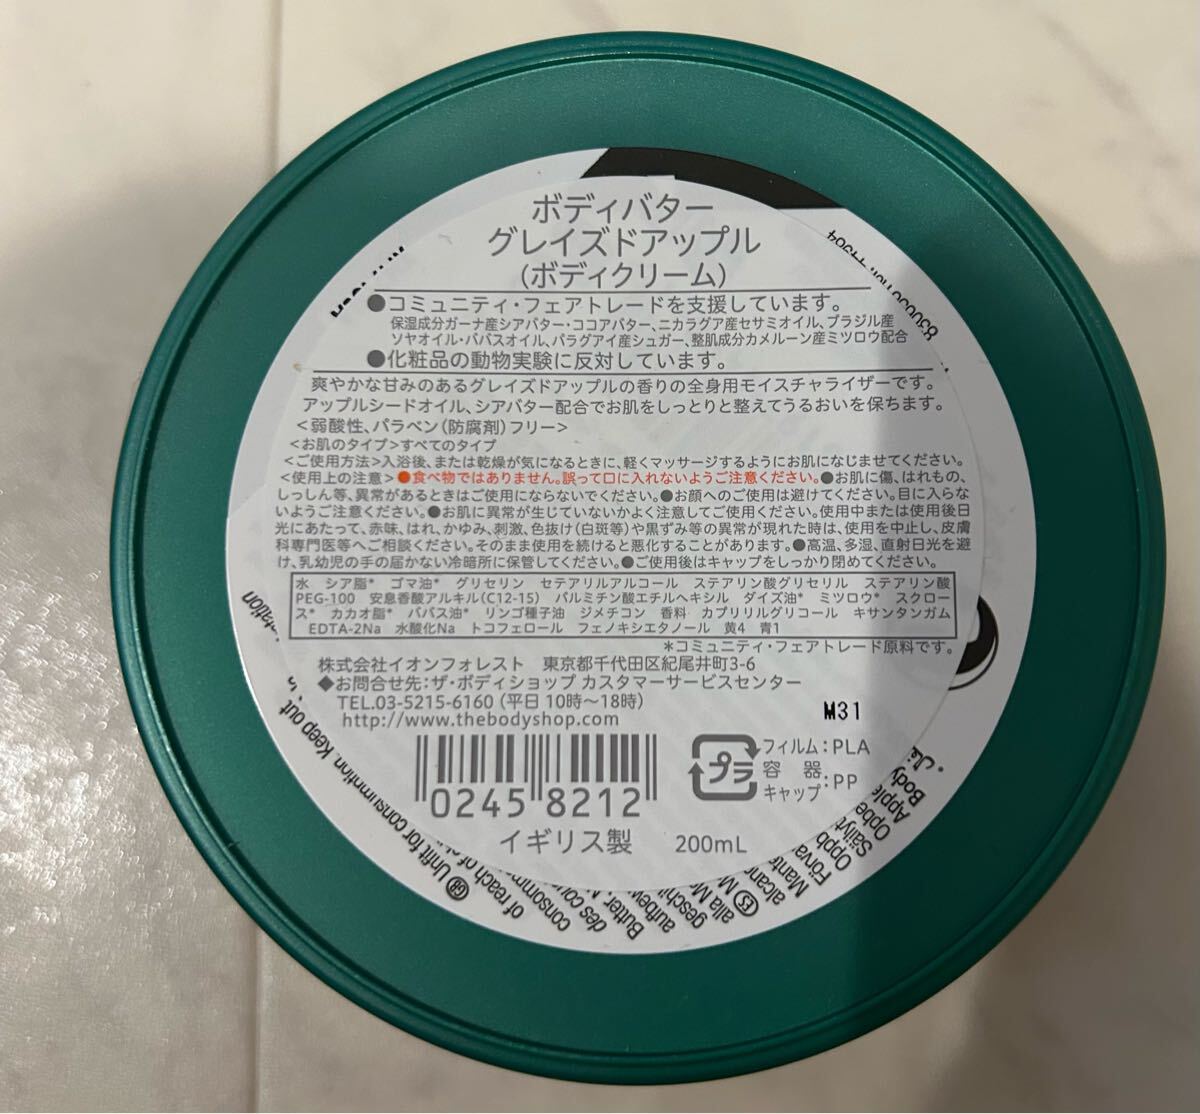 ボディバター
グレイズドアップル
(ボディクリーム)
●コミュニティ・フェアトレードを支援しています。
保湿成分ガーナ産シアバター・ココアバター、ニカラグア産セサミオイル、ブラジル産
ソヤオイル・ババスオイル、パラグアイ産シュガー、整肌成分カメルーン産ミツロウ配合
●化粧品の動物実験に反対しています。
爽やかな甘みのあるグレイズドアップルの香りの全身用モイスチャライザーです。
アップルシードオイル、シアバター配合でお肌をしっとりと整えてうるおいを保ちます。
<弱酸性、パラベン(防腐剤)フリー>
<お肌のタイプ>すべてのタイプ
<ご使用方法>入浴後、または乾燥が気になるときに、軽くマッサージするようにお肌になじませてください。
<使用上の注意>●食べ物ではありません。誤って口に入れないようご注意ください。●お肌に傷、はれもの、
しっしん等、異常があるときはご使用にならないでください。●お顔へのご使用は避けてください。目に入らな
いようご注意ください。●お肌に異常が生じていないかよく注意してご使用ください。使用中または使用後日
光にあたって、赤味、はれ、かゆみ、刺激、色抜け(白斑等)や黒ずみ等の異常が現れた時は、使用を中止し、皮膚
科専門医等へご相談ください。そのまま使用を続けると悪化することがあります。●高温、多湿、直射日光を避
け、乳幼児の手の届かない冷暗所に保管してください。●ご使用後はキャップをしっかり閉めてください。
水 シア脂* ゴマ油* グリセリン セテアリルアルコール ステアリン酸グリセリル ステアリン酸
PEG-100 安息香酸アルキル(C12-15) パルミチン酸エチルヘキシル ダイズ油* ミツロウ* スクロー
ス* カカオ脂* ババス油* リンゴ種子油 ジメチコン 香料 カプリリルグリコール キサンタンガム
EDTA-2Na 水酸化Na トコフェロール フェノキシエタノール 黄4 青1
*コミュニティ・フェアトレード原料です。
株式会社イオンフォレスト 東京都千代田区紀尾井町3-6
◆お問合せ先:ザ・ボディショップ カスタマーサービスセンター
TEL.03-5215-6160 (平日 10時〜18時)
http://www.thebodyshop.com
M31
0245 8212
プラ
フィルム:PLA
容 器
キャップ:PP
イギリス製 200mL
GB Unfit for consumption. Keep out
of reach of
consomm
des
Butter
aufbew
geschl
alla
ES
alcan
Mant
Förva
Oppb
Säilyt
Opbe
Apple
Body